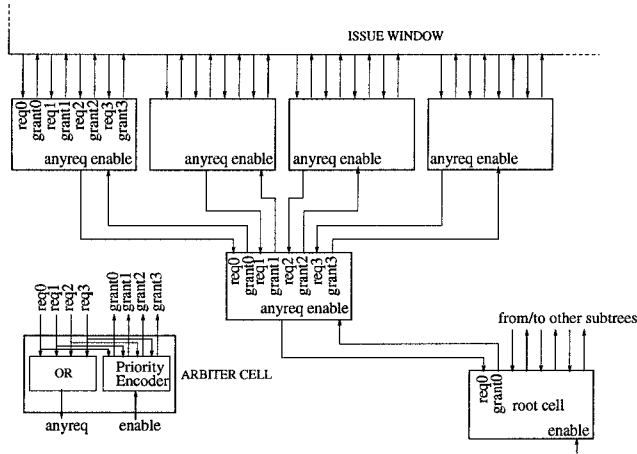 ISSUE WINDOW
req0 grant0 req1 grant1 req2 grant2 req3 grant3
anyreq enable
anyreq enable
anyreq enable
anyreq enable
req0 grant0 req1 grant1 req2 grant2 req3 grant3
anyreq enable
req0 req1 req2 req3
grant0 grant1 grant2 grant3
OR
Priority
Encoder
ARBITER CELL
anyreq
enable
from/to other subtrees
req0 grant0
root cell
enable